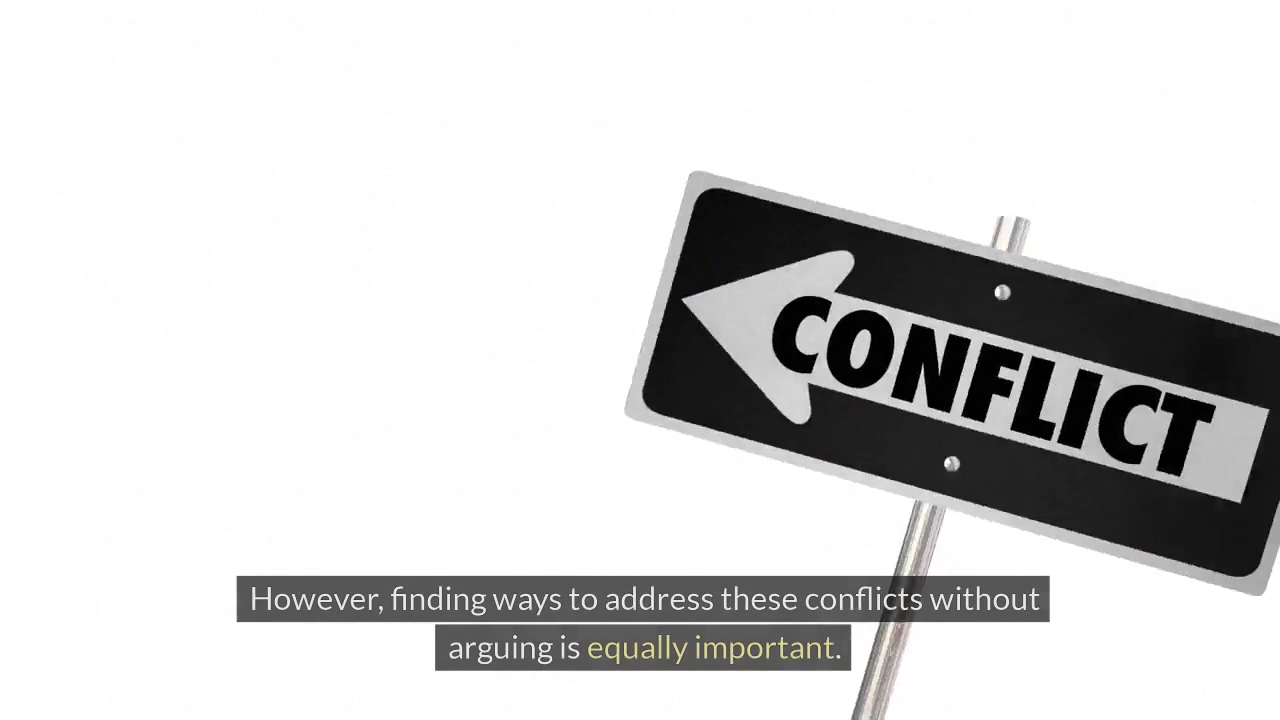 CONFLICT
However, finding ways to address these conflicts without
arguing is equally important.